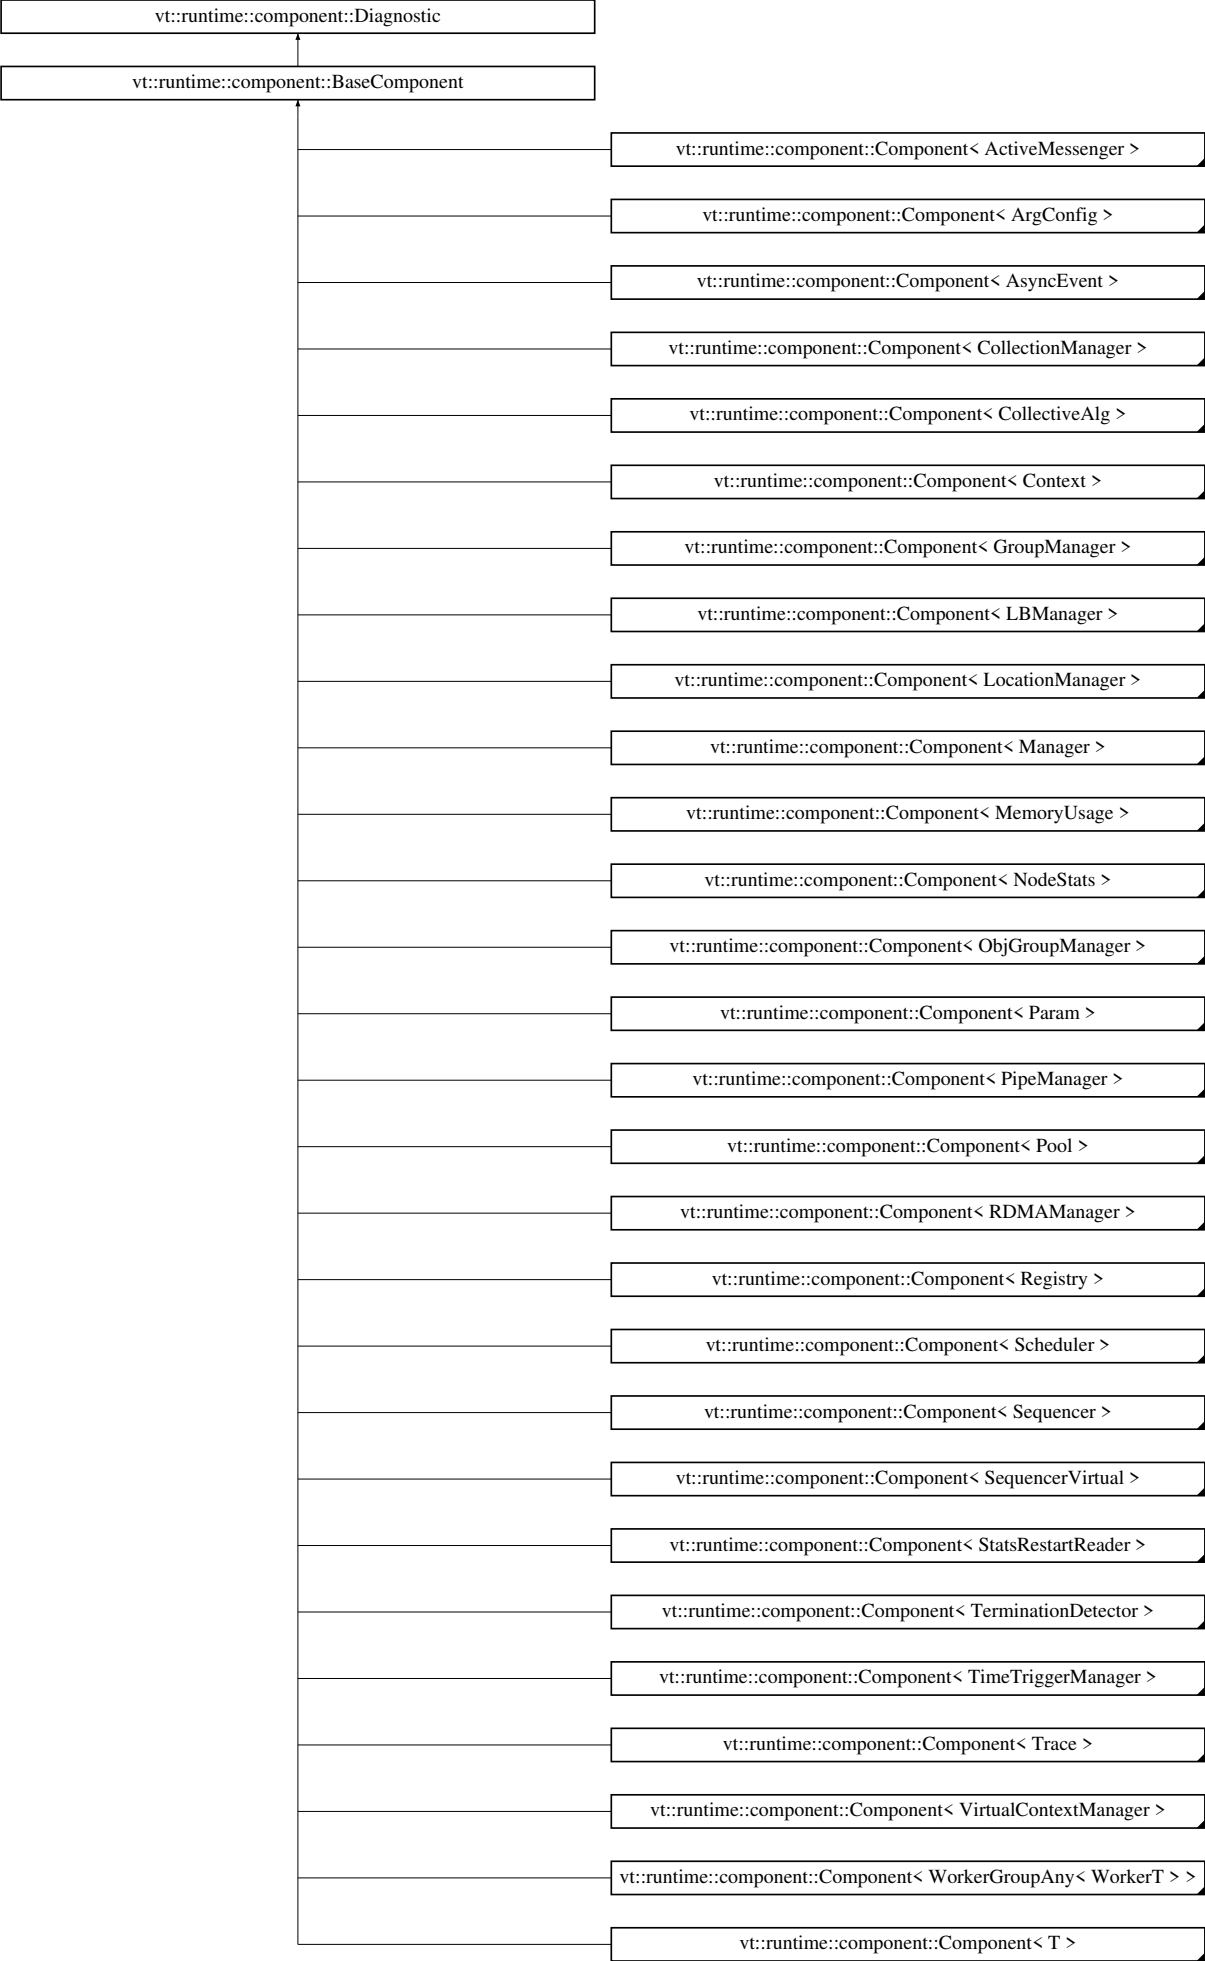 vt::runtime::component::Diagnostic
vt::runtime::component::BaseComponent
vt::runtime::component::Component< ActiveMessenger >
vt::runtime::component::Component< ArgConfig >
vt::runtime::component::Component< AsyncEvent >
vt::runtime::component::Component< CollectionManager >
vt::runtime::component::Component< CollectiveAlg >
vt::runtime::component::Component< Context >
vt::runtime::component::Component< GroupManager >
vt::runtime::component::Component< LBManager >
vt::runtime::component::Component< LocationManager >
vt::runtime::component::Component< Manager >
vt::runtime::component::Component< MemoryUsage >
vt::runtime::component::Component< NodeStats >
vt::runtime::component::Component< ObjGroupManager >
vt::runtime::component::Component< Param >
vt::runtime::component::Component< PipeManager >
vt::runtime::component::Component< Pool >
vt::runtime::component::Component< RDMAManager >
vt::runtime::component::Component< Registry >
vt::runtime::component::Component< Scheduler >
vt::runtime::component::Component< Sequencer >
vt::runtime::component::Component< SequencerVirtual >
vt::runtime::component::Component< StatsRestartReader >
vt::runtime::component::Component< TerminationDetector >
vt::runtime::component::Component< TimeTriggerManager >
vt::runtime::component::Component< Trace >
vt::runtime::component::Component< VirtualContextManager >
vt::runtime::component::Component< WorkerGroupAny< WorkerT > >
vt::runtime::component::Component< T >